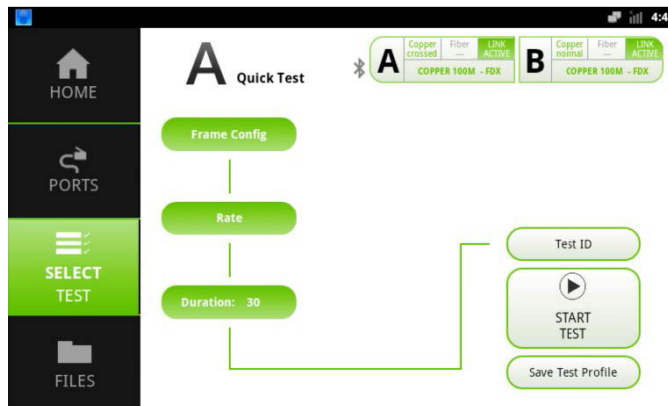 4:4
HOME
PORTS
SELECT
TEST
FILES
A Quick Test
A
Copper
crossed
Fiber
---
LINK
ACTIVE
COPPER 100M - FDX
B
Copper
normal
Fiber
---
LINK
ACTIVE
COPPER 100M - FDX
Frame Config
Rate
Duration: 30
Test ID
START
TEST
Save Test Profile